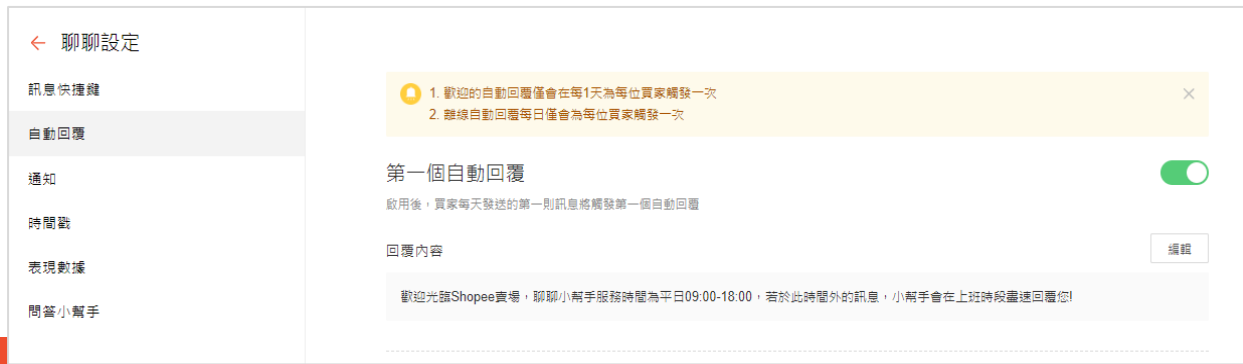 ← 聊聊設定
訊息快捷鍵
自動回覆
通知
時間戳
表現數據
問答小幫手
1. 歡迎的自動回覆僅會在每1天為每位買家觸發一次
2. 離線自動回覆每日僅會為每位買家觸發一次
第一個自動回覆
啟用後，買家每天發送的第一則訊息將觸發第一個自動回覆
回覆內容
編輯
歡迎光臨Shopee賣場，聊聊小幫手服務時間為平日09:00-18:00，若於此時間外的訊息，小幫手會在上班時段盡速回覆您!